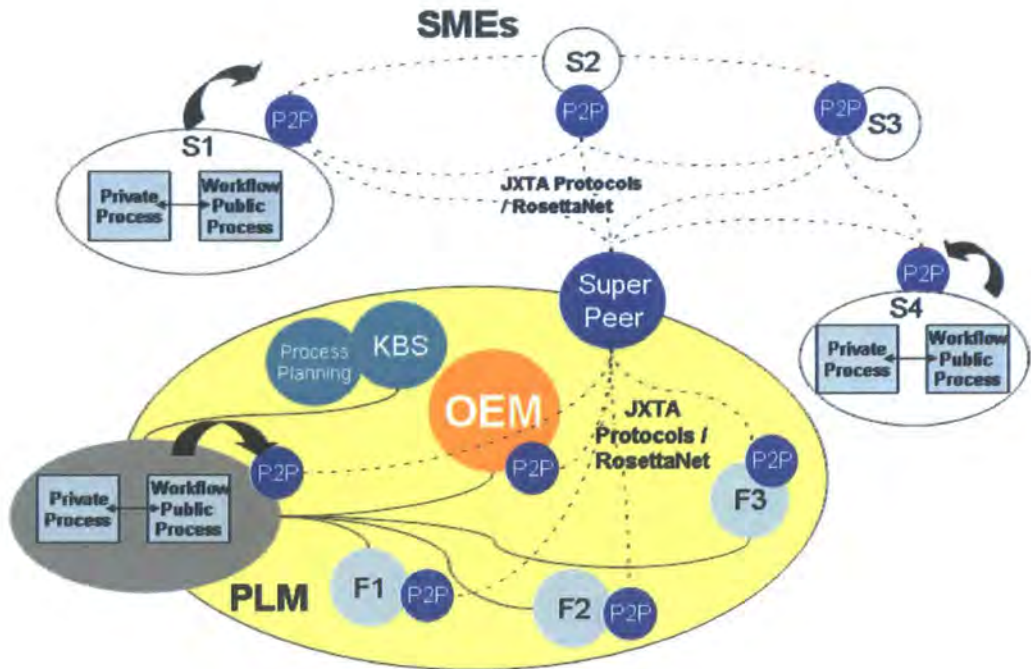 SMEs
S2
P2P
P2P
P2P
S3
S1
Private
Process
Workflow
Public
Process
JXTA Protocols
/ RosettaNet
P2P
S4
Private
Process
Workflow
Public
Process
Super
Peer
Process
Planning
KBS
OEM
P2P
JXTA
Protocols /
RosettaNet
P2P
F3
P2P
Private
Process
Workflow
Public
Process
PLM
F1
P2P
F2
P2P